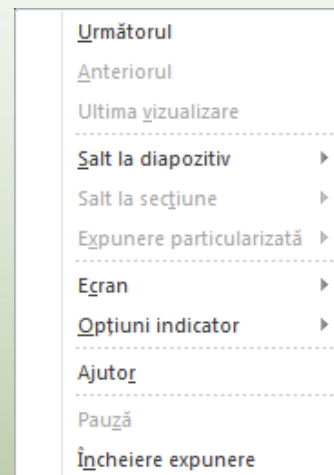 Următorul
Anteriorul
Ultima vizualizare
Salt la diapozitiv
Salt la secțiune
Expunere particularizată
Ecran
Opțiuni indicator
Ajutor
Pauză
Încheiere expunere